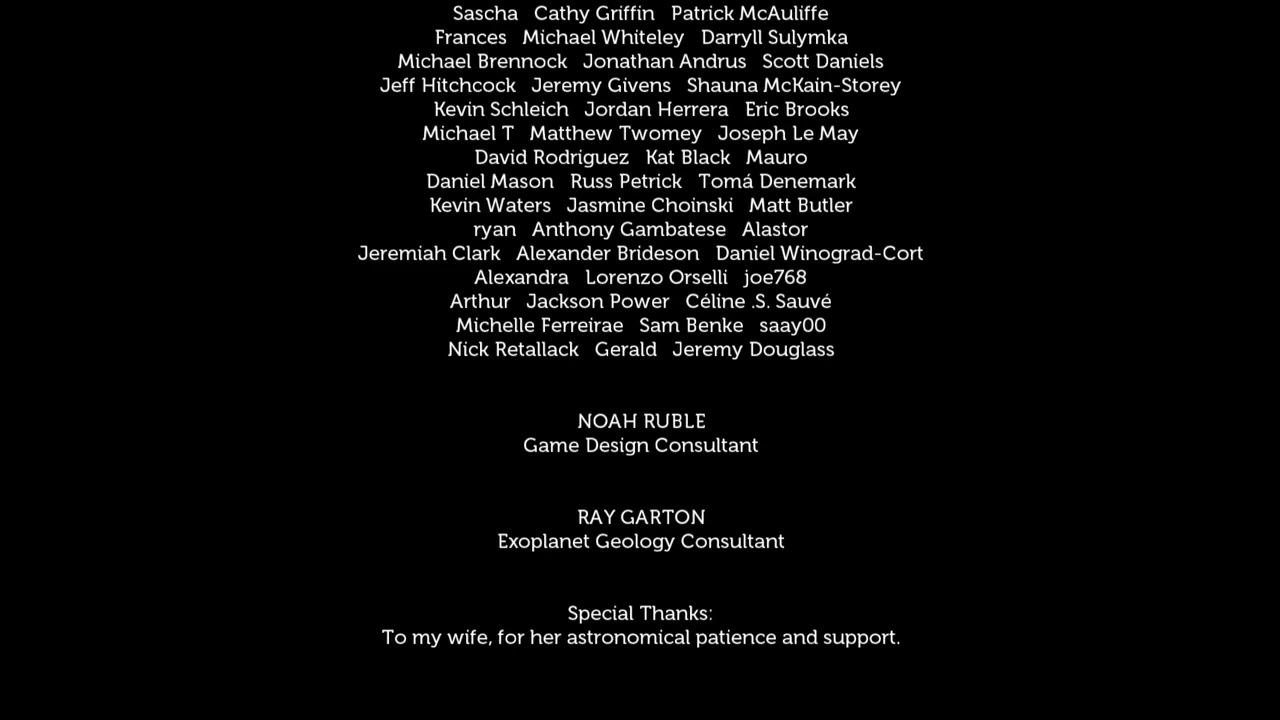 Sascha   Cathy Griffin   Patrick McAuliffe
Frances   Michael Whiteley   Darryll Sulymka
Michael Brennock   Jonathan Andrus   Scott Daniels
Jeff Hitchcock   Jeremy Givens   Shauna McKain-Storey
Kevin Schleich   Jordan Herrera   Eric Brooks
Michael T   Matthew Twomey   Joseph Le May
David Rodriguez   Kat Black   Mauro
Daniel Mason   Russ Petrick   Tomá Denemark
Kevin Waters   Jasmine Choinski   Matt Butler
ryan   Anthony Gambatese   Alastor
Jeremiah Clark   Alexander Brideson   Daniel Winograd-Cort
Alexandra   Lorenzo Orselli   joe768
Arthur   Jackson Power   Céline .S. Sauvé
Michelle Ferreirae   Sam Benke   saay00
Nick Retallack   Gerald   Jeremy Douglass
NOAH RUBLE
Game Design Consultant
RAY GARTON
Exoplanet Geology Consultant
Special Thanks:
To my wife, for her astronomical patience and support.